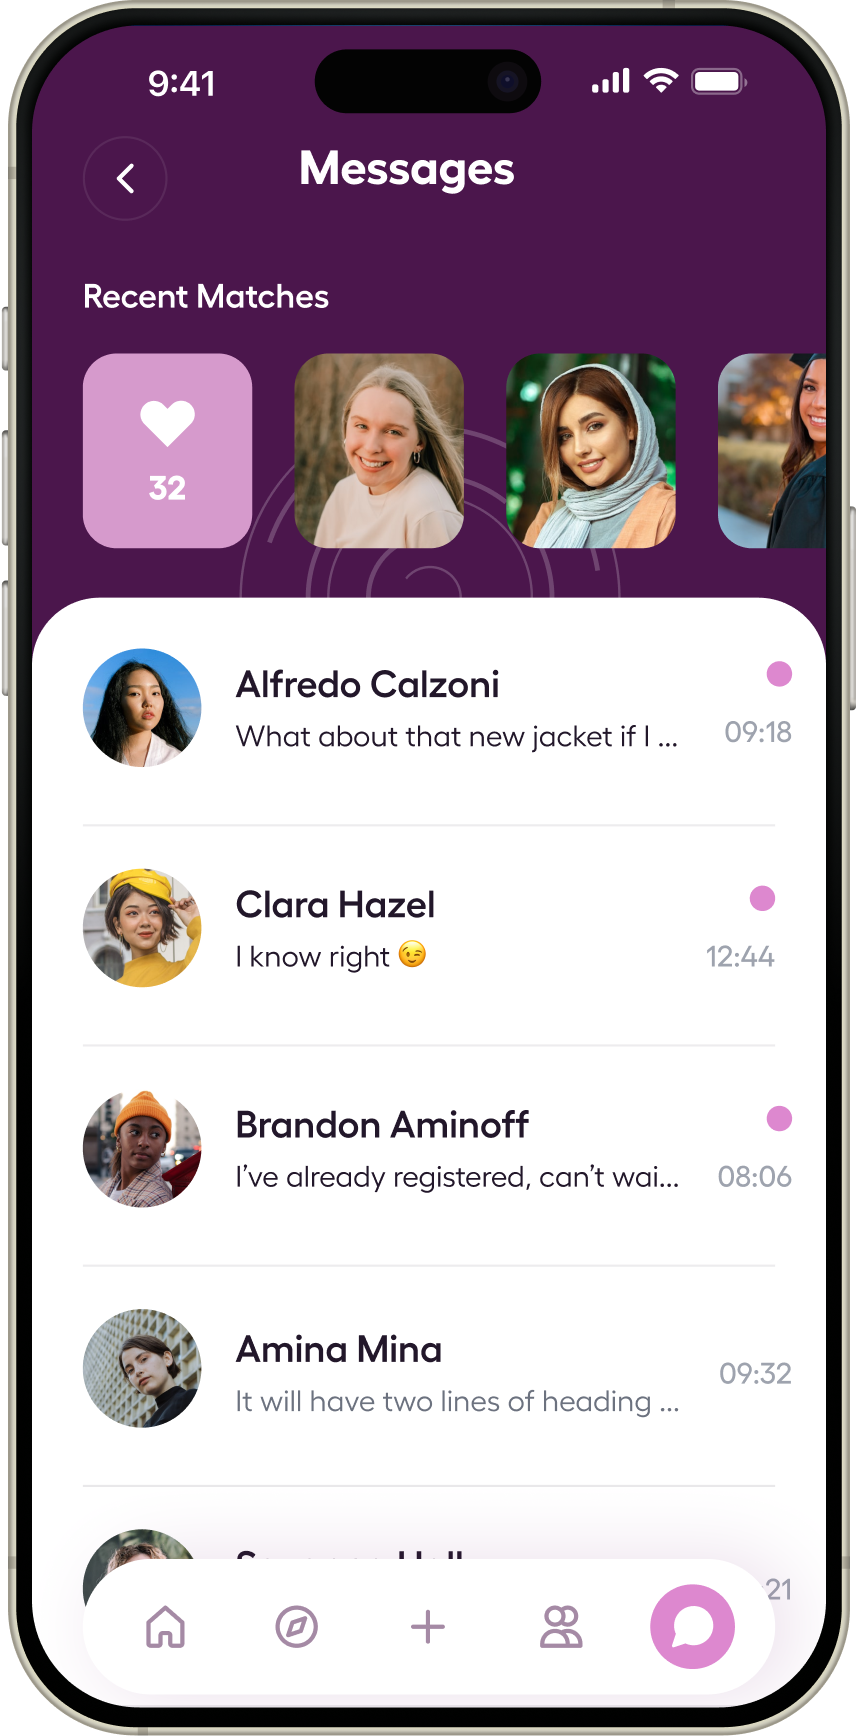 9:41
Messages
Recent Matches
32
Alfredo Calzoni
What about that new jacket if I ...
09:18
Clara Hazel
I know right 😉
12:44
Brandon Aminoff
I’ve already registered, can’t wai...
08:06
Amina Mina
It will have two lines of heading ...
09:32
21